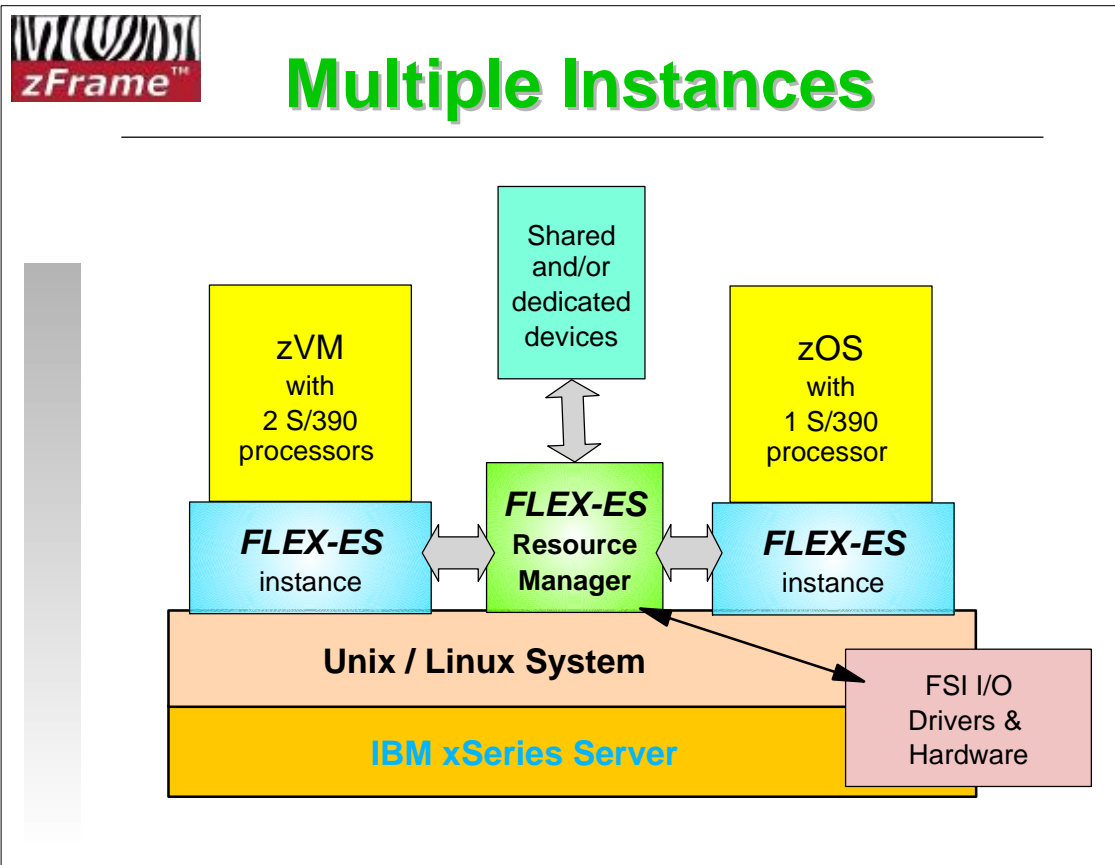 zFrame™
Multiple Instances
Shared
and/or
dedicated
devices
zVM
with
2 S/390
processors
zOS
with
1 S/390
processor
FLEX-ES
instance
FLEX-ES
Resource
Manager
FLEX-ES
instance
Unix / Linux System
FSI I/O
Drivers &
Hardware
IBM xSeries Server